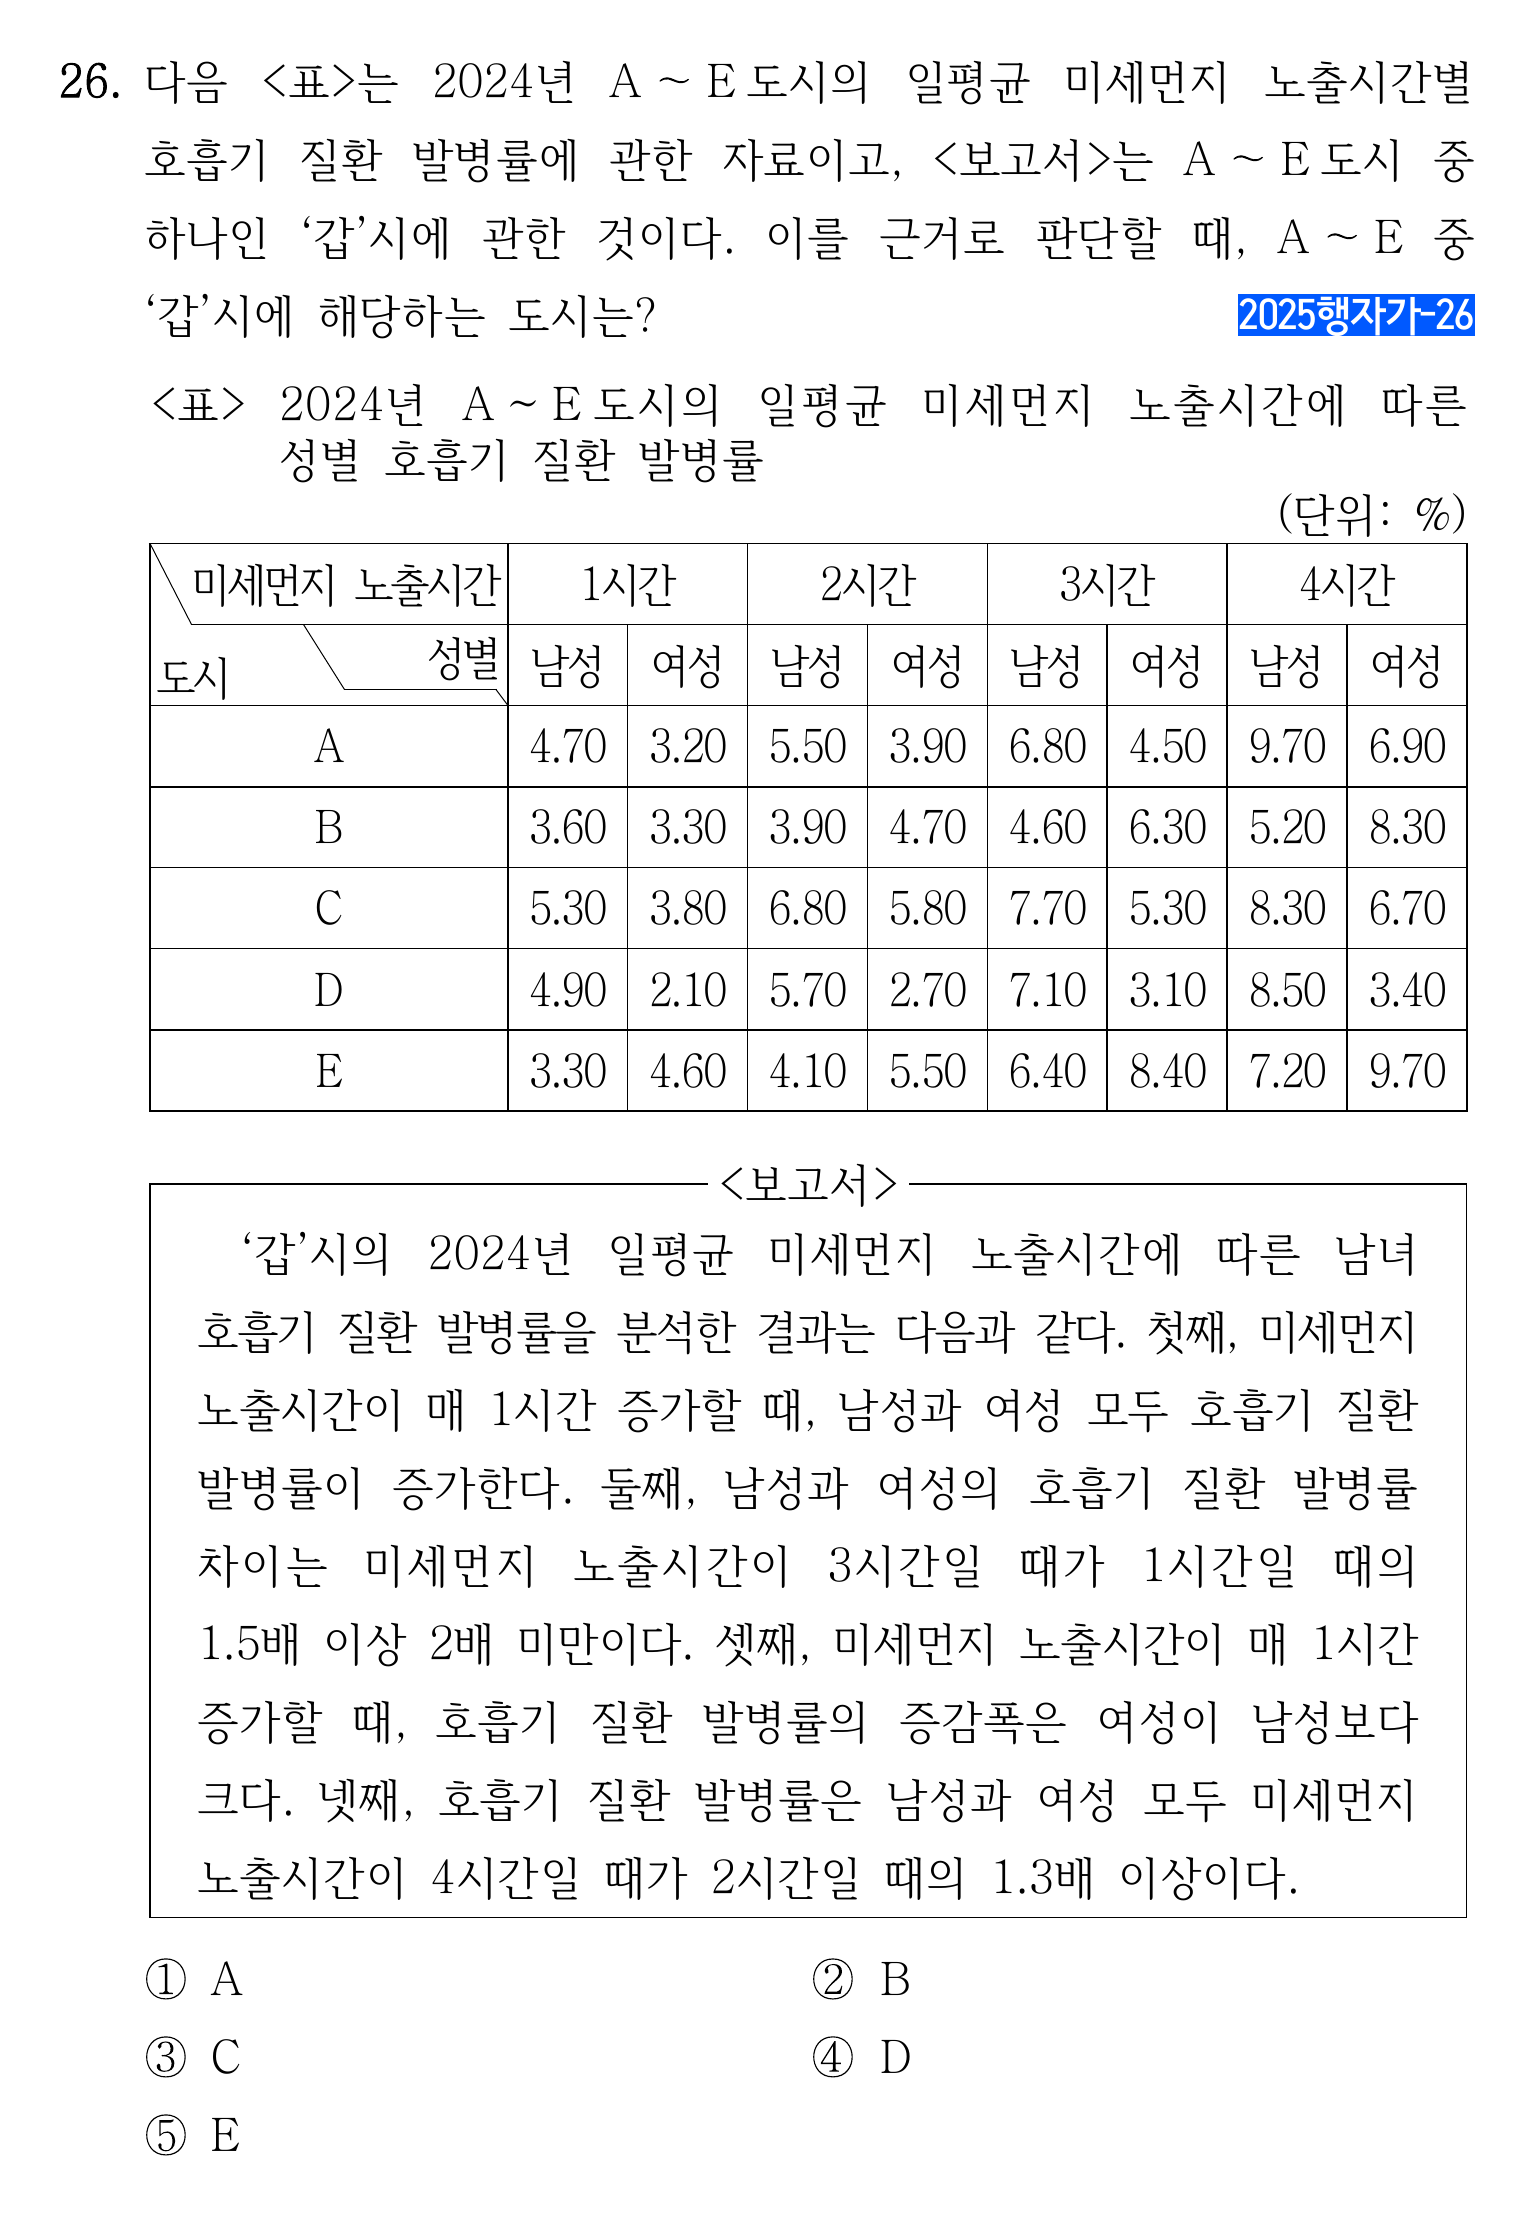 26. 다음 <표>는 2024년 A ~ E도시의 일평균 미세먼지 노출시간별
호흡기 질환 발병률에 관한 자료이고, <보고서>는 A ~ E도시 중
하나인 ‘갑’시에 관한 것이다. 이를 근거로 판단할 때, A ~ E 중
‘갑’시에 해당하는 도시는?
2025행자가-26
<표> 2024년 A ~ E도시의 일평균 미세먼지 노출시간에 따른
성별 호흡기 질환 발병률
(단위: %)
미세먼지 노출시간 1시간 2시간 3시간 4시간
도시 성별 남성 여성 남성 여성 남성 여성 남성 여성
A 4.70 3.20 5.50 3.90 6.80 4.50 9.70 6.90
B 3.60 3.30 3.90 4.70 4.60 6.30 5.20 8.30
C 5.30 3.80 6.80 5.80 7.70 5.30 8.30 6.70
D 4.90 2.10 5.70 2.70 7.10 3.10 8.50 3.40
E 3.30 4.60 4.10 5.50 6.40 8.40 7.20 9.70
<보고서>
‘갑’시의 2024년 일평균 미세먼지 노출시간에 따른 남녀
호흡기 질환 발병률을 분석한 결과는 다음과 같다. 첫째, 미세먼지
노출시간이 매 1시간 증가할 때, 남성과 여성 모두 호흡기 질환
발병률이 증가한다. 둘째, 남성과 여성의 호흡기 질환 발병률
차이는 미세먼지 노출시간이 3시간일 때가 1시간일 때의
1.5배 이상 2배 미만이다. 셋째, 미세먼지 노출시간이 매 1시간
증가할 때, 호흡기 질환 발병률의 증감폭은 여성이 남성보다
크다. 넷째, 호흡기 질환 발병률은 남성과 여성 모두 미세먼지
노출시간이 4시간일 때가 2시간일 때의 1.3배 이상이다.
① A ② B
③ C ④ D
⑤ E